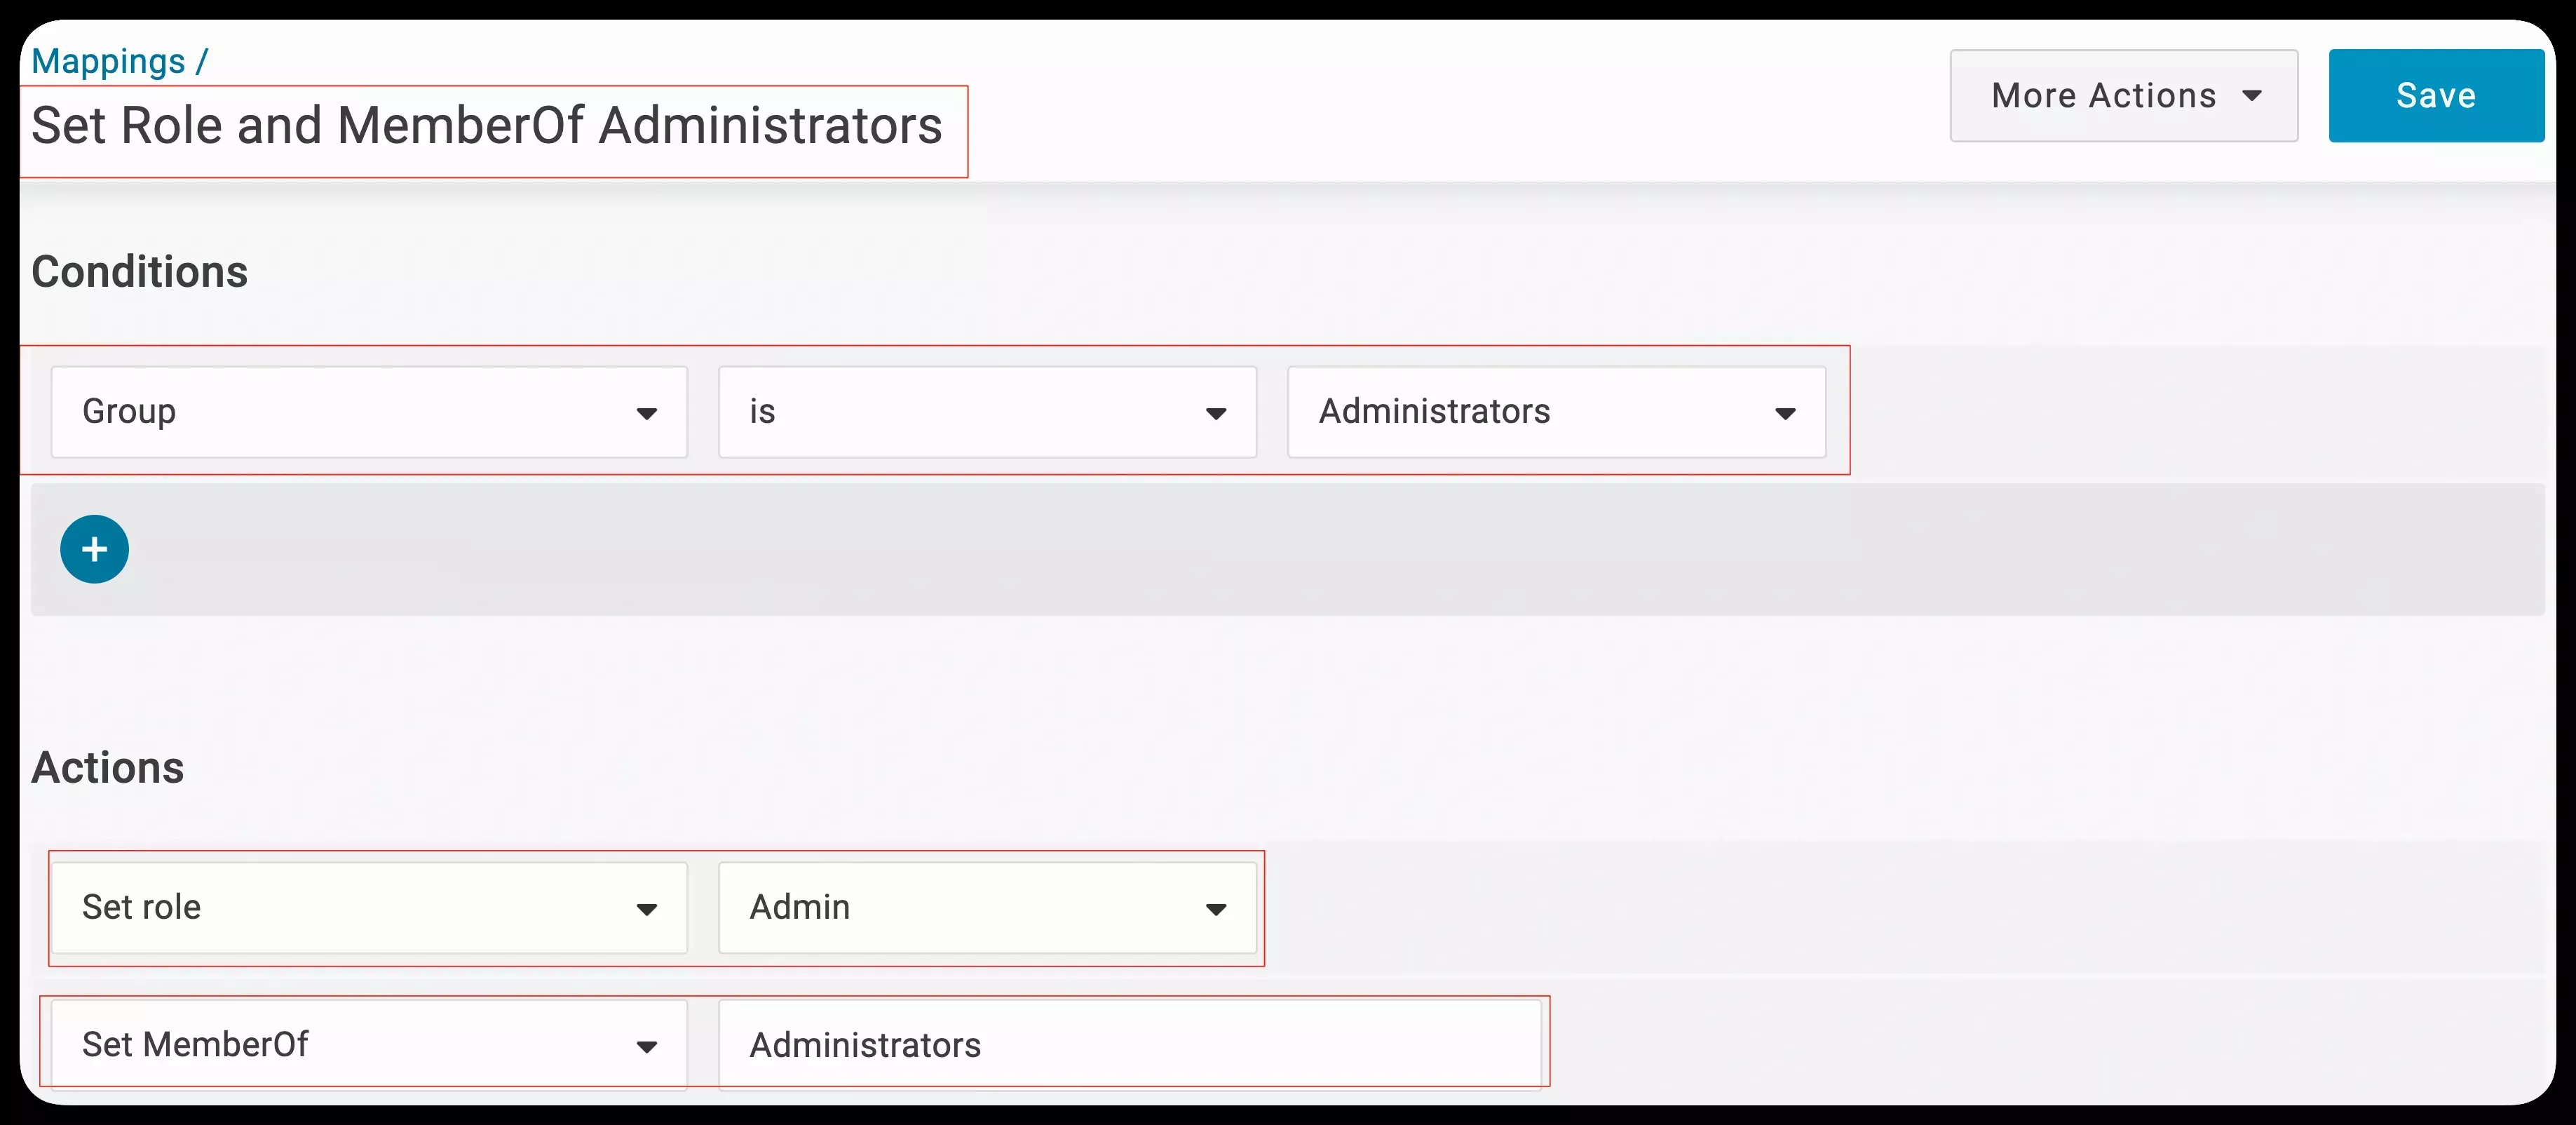 Mappings /
Set Role and MemberOf Administrators
More Actions
Save
Conditions
Group
is
Administrators
+
Actions
Set role
Admin
Set MemberOf
Administrators